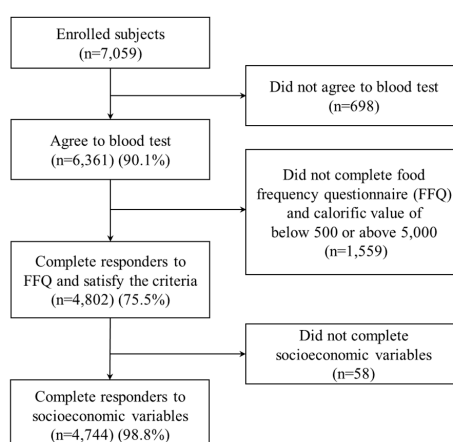 Enrolled subjects
(n=7,059)
Did not agree to blood test
(n=698)
Agree to blood test
(n=6,361) (90.1%)
Did not complete food
frequency questionnaire (FFQ)
and calorific value of
below 500 or above 5,000
(n=1,559)
Complete responders to
FFQ and satisfy the criteria
(n=4,802) (75.5%)
Did not complete
socioeconomic variables
(n=58)
Complete responders to
socioeconomic variables
(n=4,744) (98.8%)